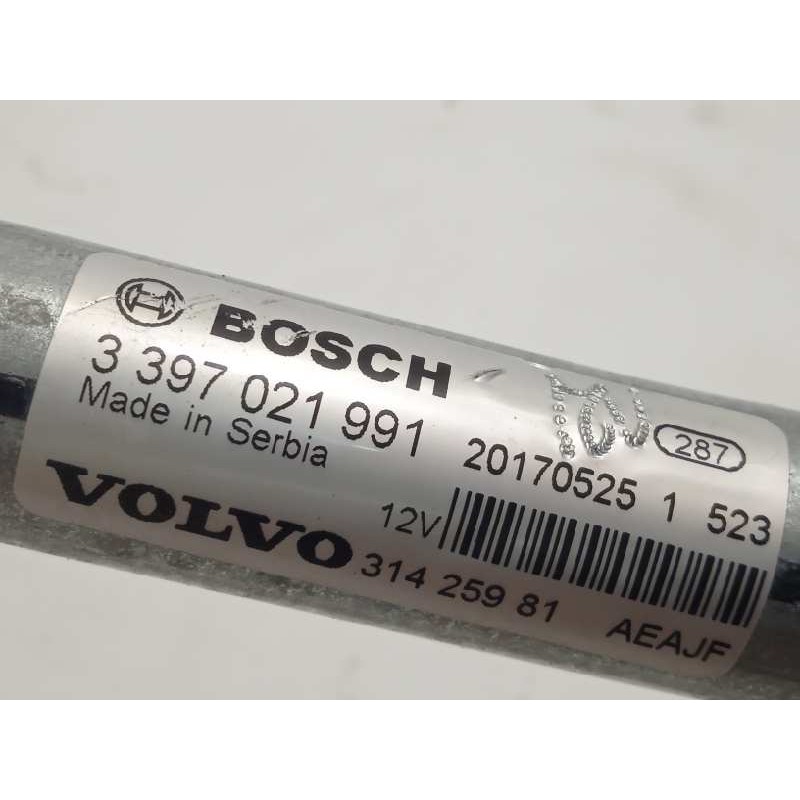 BOSCH
3 397 021 991
Made in Serbia
287
20170525 1 523
12V
VOLVO
314 259 81
AEAJF